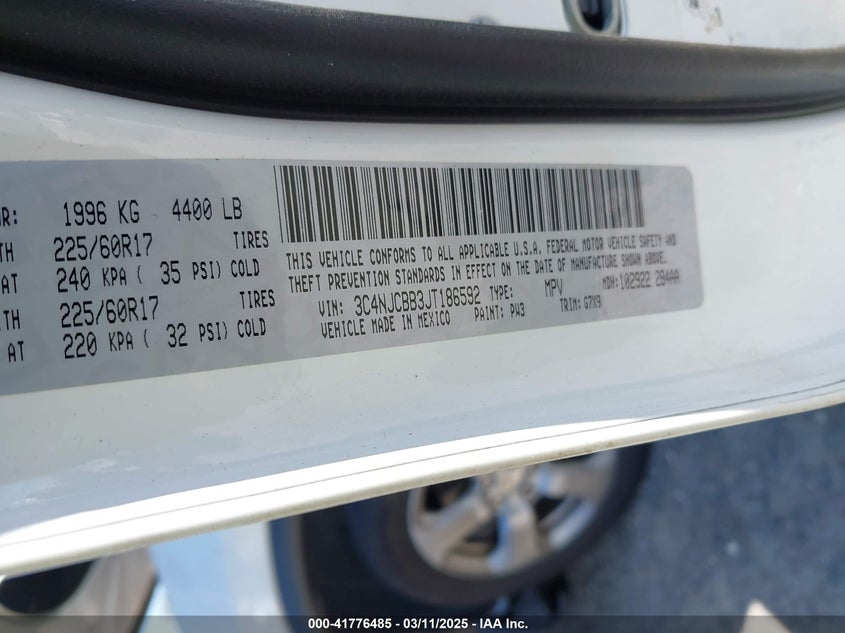 R: 1996 KG 4400 LB
TH 225/60R17 TIRES
AT 240 KPA ( 35 PSI) COLD
TH 225/60R17 TIRES
AT 220 KPA ( 32 PSI) COLD
THIS VEHICLE CONFORMS TO ALL APPLICABLE U.S.A. FEDERAL MOTOR VEHICLE SAFETY AND
THEFT PREVENTION STANDARDS IN EFFECT ON THE DATE OF MANUFACTURE SHOWN ABOVE.
VIN: 3C4NJCBB3JT186592 TYPE: MPV MDH: 102922 284AA
VEHICLE MADE IN MEXICO PAINT: PW3 TRIM: G7X9
000-41776485 - 03/11/2025 - IAA Inc.